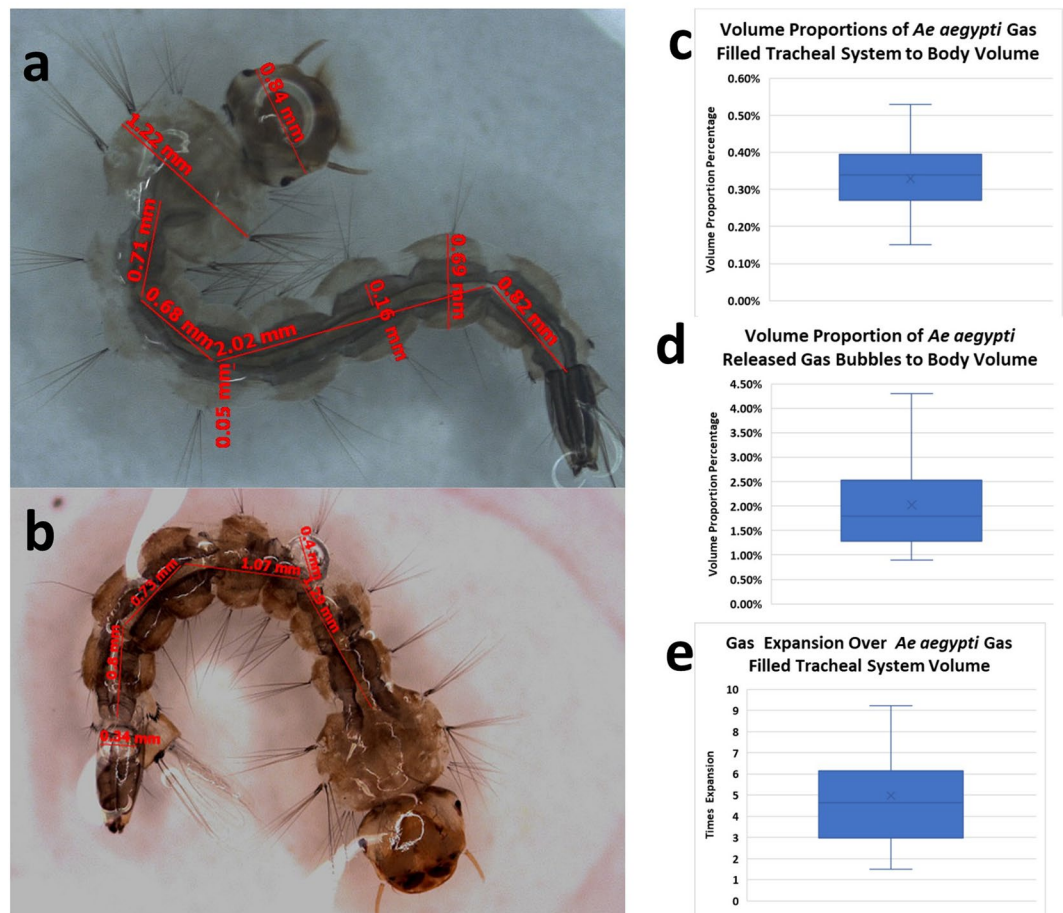 a
0.84 mm
1.22 mm
0.71 mm
0.68 mm
2.02 mm
0.05 mm
0.16 mm
0.69 mm
0.82 mm
b
0.73 mm
1.07 mm
0.4 mm
0.34 mm
c
Volume Proportions of Ae aegypti Gas
Filled Tracheal System to Body Volume
Volume Proportion Percentage
0.60%
0.50%
0.40%
0.30%
0.20%
0.10%
0.00%
d
Volume Proportion of Ae aegypti
Released Gas Bubbles to Body Volume
Volume Proportion Percentage
4.50%
4.00%
3.50%
3.00%
2.50%
2.00%
1.50%
1.00%
0.50%
0.00%
e
Gas Expansion Over Ae aegypti Gas
Filled Tracheal System Volume
Times Expansion
10
9
8
7
6
5
4
3
2
1
0